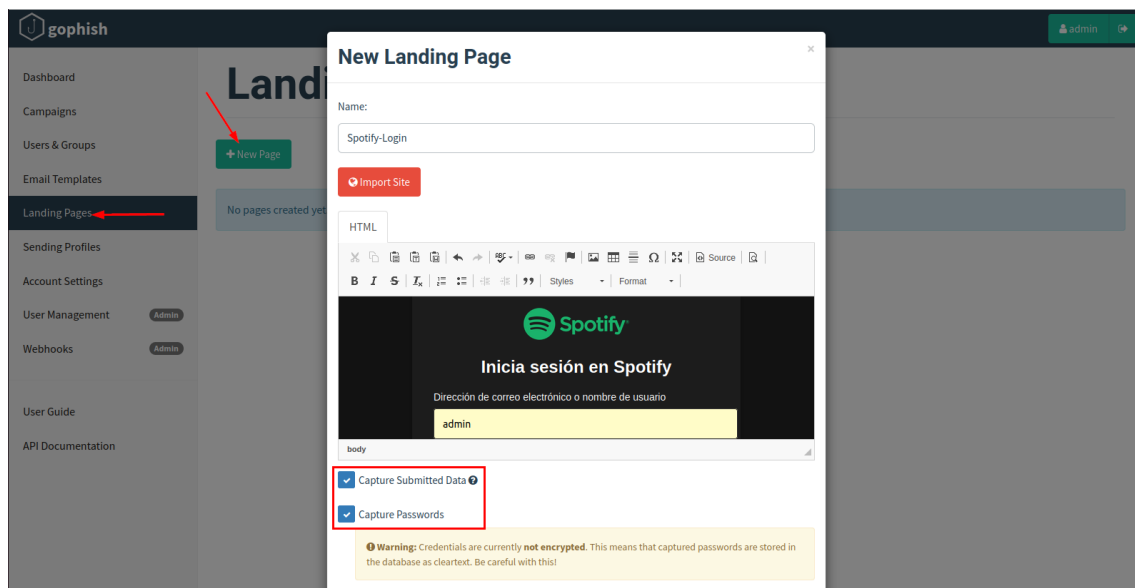 gophish
admin
Dashboard
Campaigns
Users & Groups
Email Templates
Landing Pages
Sending Profiles
Account Settings
User Management Admin
Webhooks Admin
User Guide
API Documentation
Landi
+ New Page
No pages created yet
New Landing Page
×
Name:
Spotify-Login
Import Site
HTML
Source
Styles
Format
Spotify
Inicia sesión en Spotify
Dirección de correo electrónico o nombre de usuario
admin
body
Capture Submitted Data
Capture Passwords
Warning: Credentials are currently not encrypted. This means that captured passwords are stored in
the database as cleartext. Be careful with this!